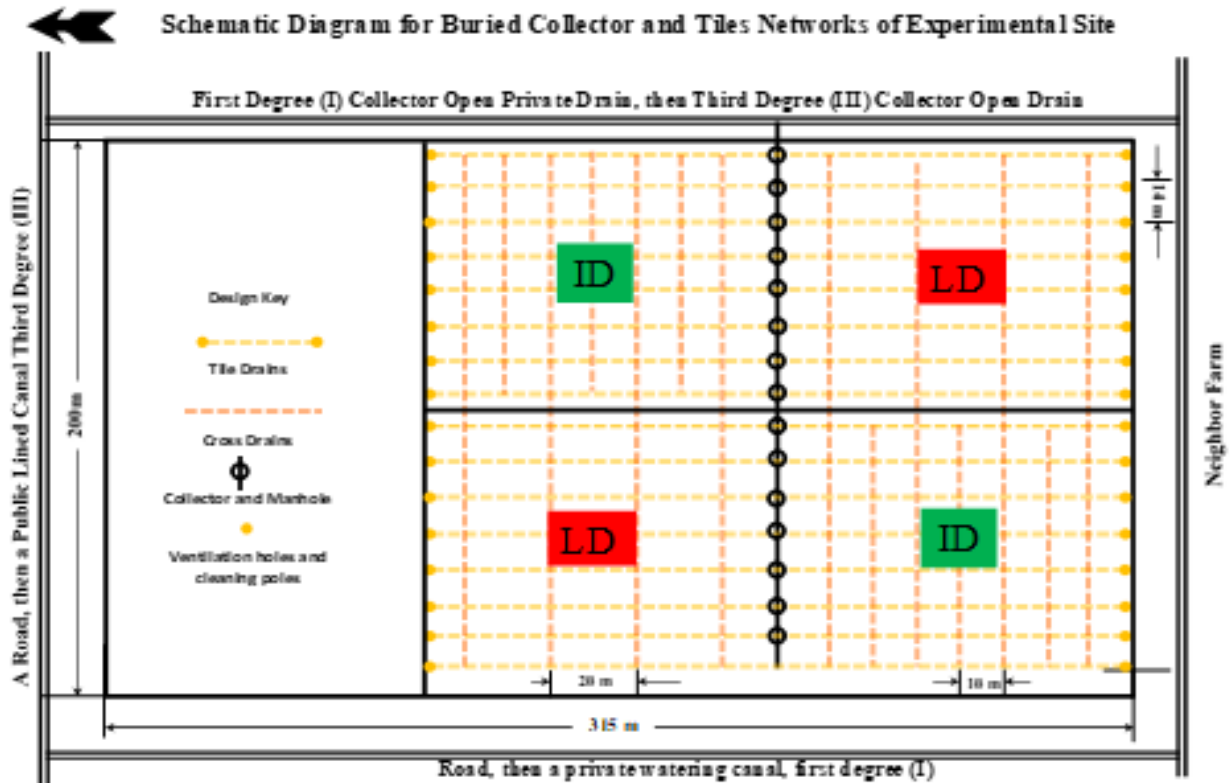 Schematic Diagram for Buried Collector and Tiles Networks of Experimental Site
First Degree (I) Collector Open Private Drain, then Third Degree (III) Collector Open Drain
A Road, then a Public Lined Canal Third Degree (III)
200 m
14 m
ID
LD
Design Key
Tile Drains
Cross Drains
Collector and Manhole
Ventilation holes and
cleaning poles
Neighbor Farm
LD
ID
20 m
10 m
315 m
Road, then a private watering canal, first degree (I)